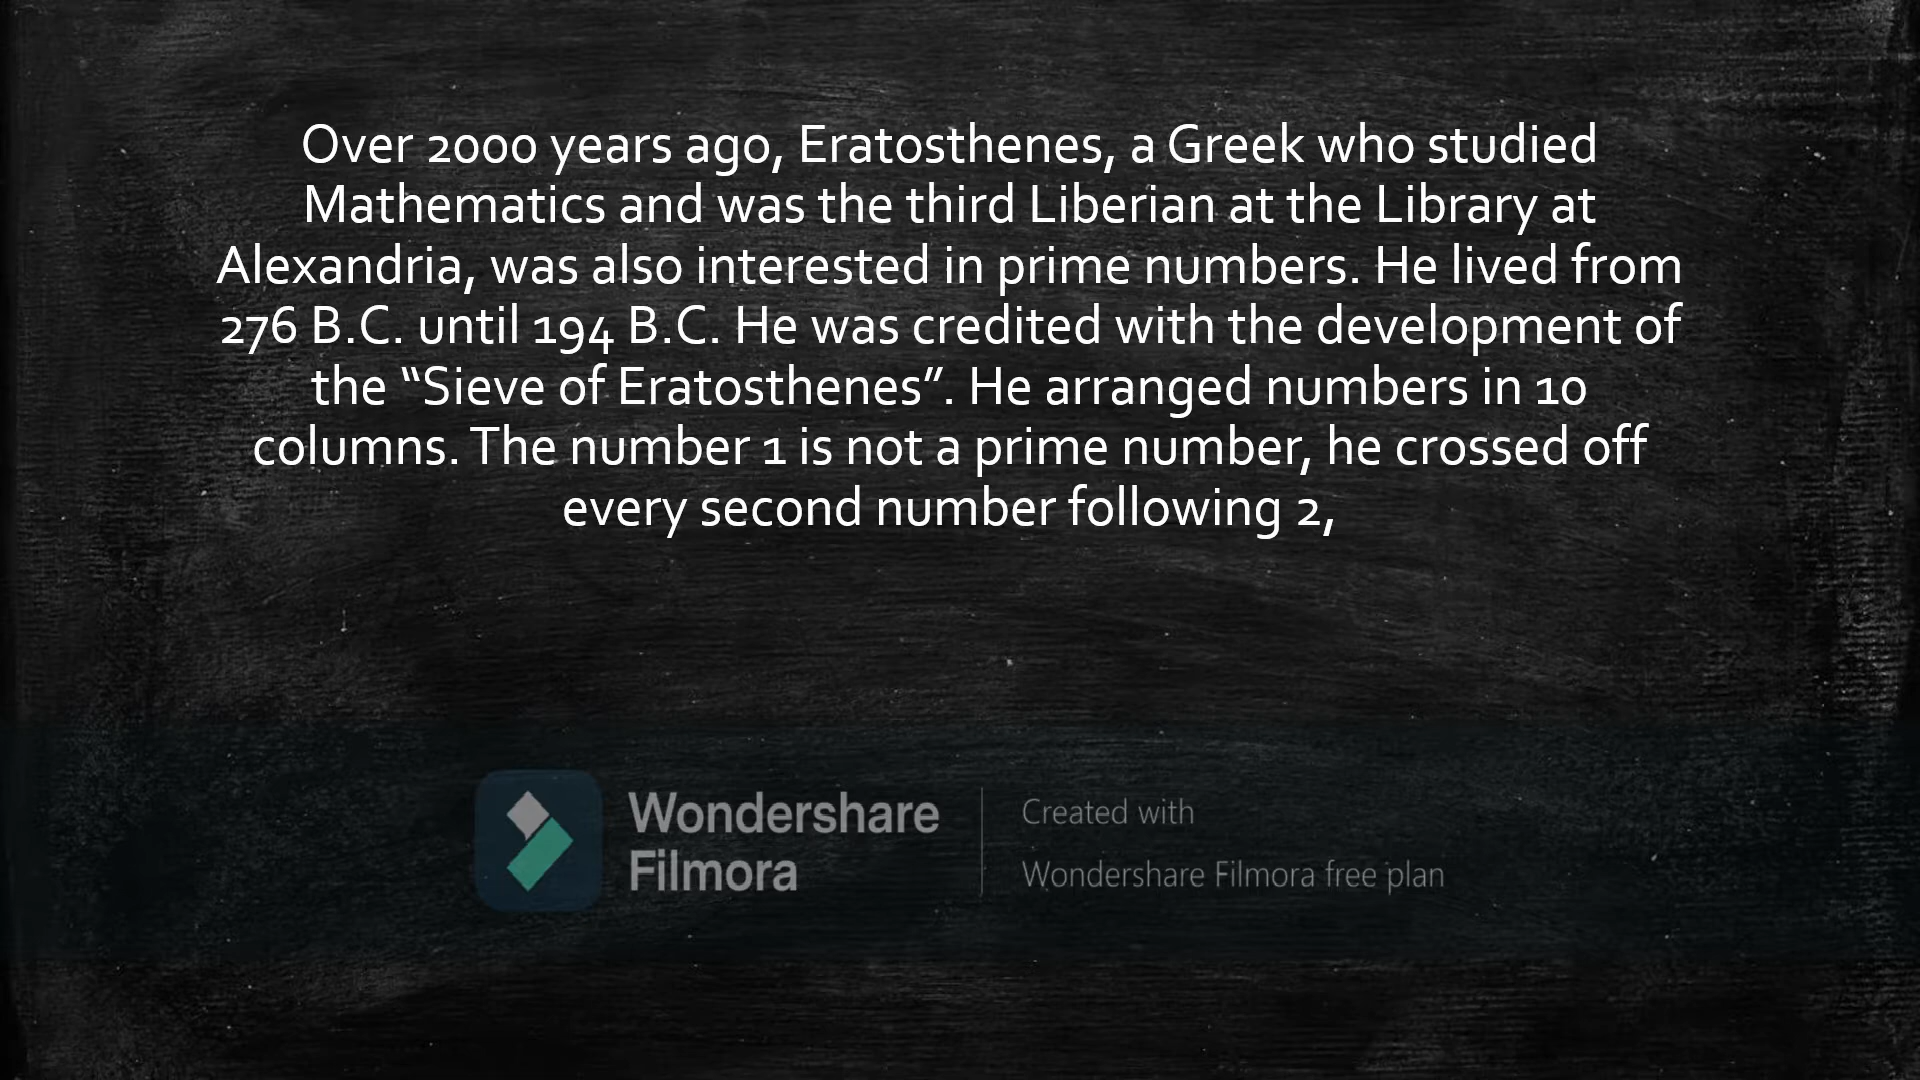 Over 2000 years ago, Eratosthenes, a Greek who studied
Mathematics and was the third Liberian at the Library at
Alexandria, was also interested in prime numbers. He lived from
276 B.C. until 194 B.C. He was credited with the development of
the “Sieve of Eratosthenes”. He arranged numbers in 10
columns. The number 1 is not a prime number, he crossed off
every second number following 2,
Wondershare
Filmora
Created with
Wondershare Filmora free plan